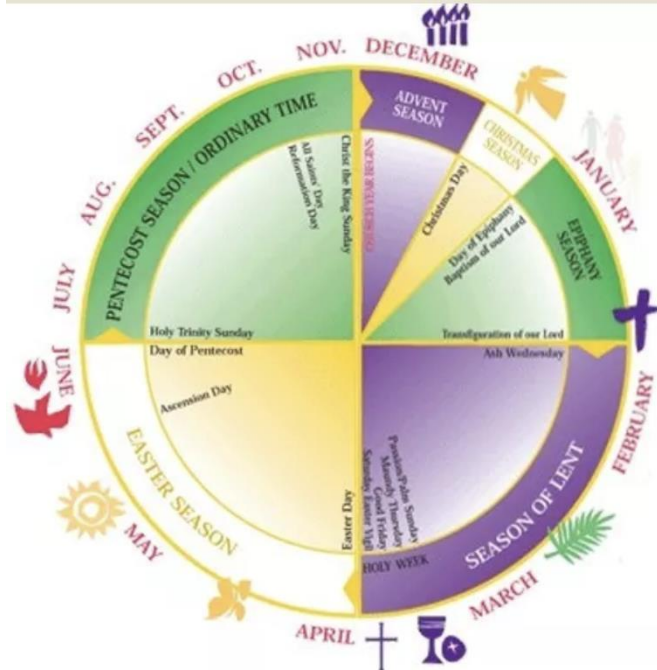 NOV.
DECEMBER
OCT.
SEPT.
AUG.
JULY
JUNE
MAY
APRIL
MARCH
FEBRUARY
JANUARY
ADVENT
SEASON
CHRISTMAS
SEASON
EPIPHANY
SEASON
SEASON OF LENT
HOLY WEEK
EASTER SEASON
PENTECOST SEASON / ORDINARY TIME
CHURCH YEAR BEGINS
Christmas Day
Day of Epiphany
Baptism of our Lord
Transfiguration of our Lord
Ash Wednesday
Passion/Palm Sunday
Maundy Thursday
Good Friday
Saturday Easter Vigil
Easter Day
Ascension Day
Day of Pentecost
Holy Trinity Sunday
Reformation Day
All Saints' Day
Christ the King Sunday